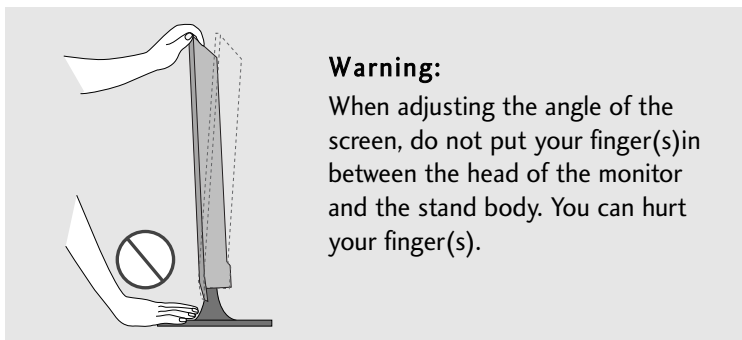 Warning:
When adjusting the angle of the
screen, do not put your finger(s)in
between the head of the monitor
and the stand body. You can hurt
your finger(s).